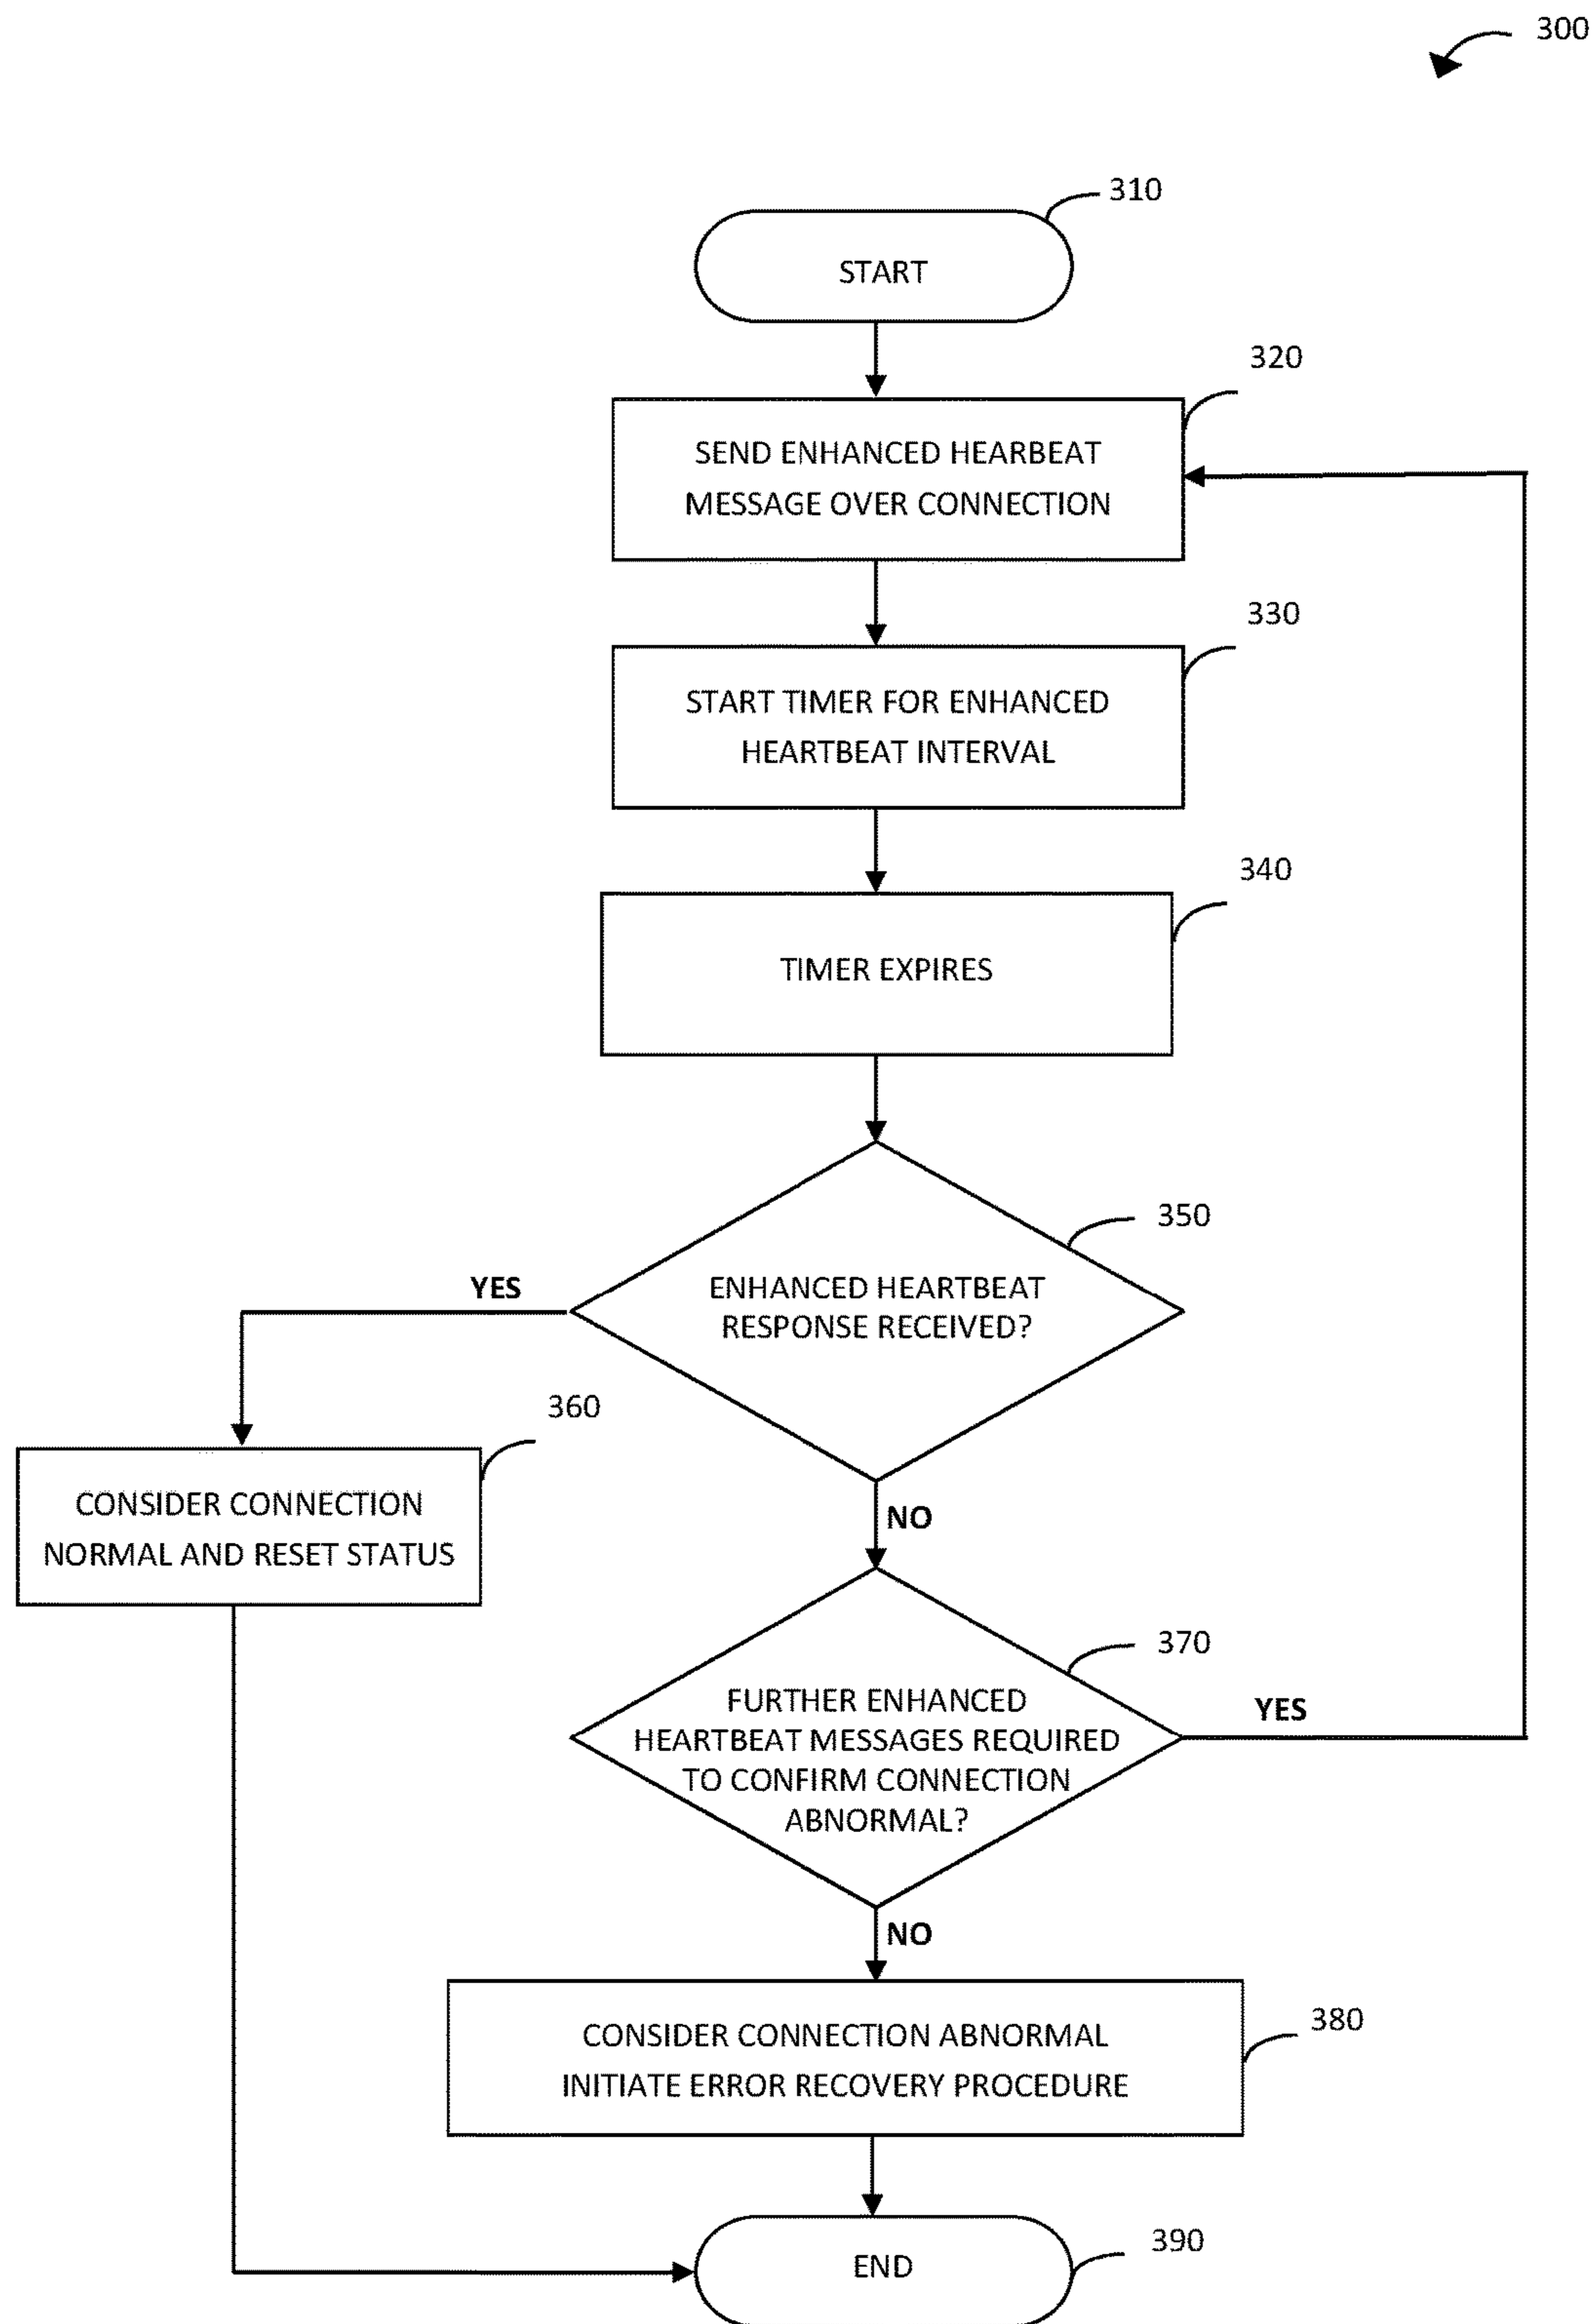 300
310
START
320
SEND ENHANCED HEARBEAT
MESSAGE OVER CONNECTION
330
START TIMER FOR ENHANCED
HEARTBEAT INTERVAL
340
TIMER EXPIRES
350
YES
ENHANCED HEARTBEAT
RESPONSE RECEIVED?
360
CONSIDER CONNECTION
NORMAL AND RESET STATUS
NO
370
FURTHER ENHANCED
HEARTBEAT MESSAGES REQUIRED
TO CONFIRM CONNECTION
ABNORMAL?
YES
NO
380
CONSIDER CONNECTION ABNORMAL
INITIATE ERROR RECOVERY PROCEDURE
390
END